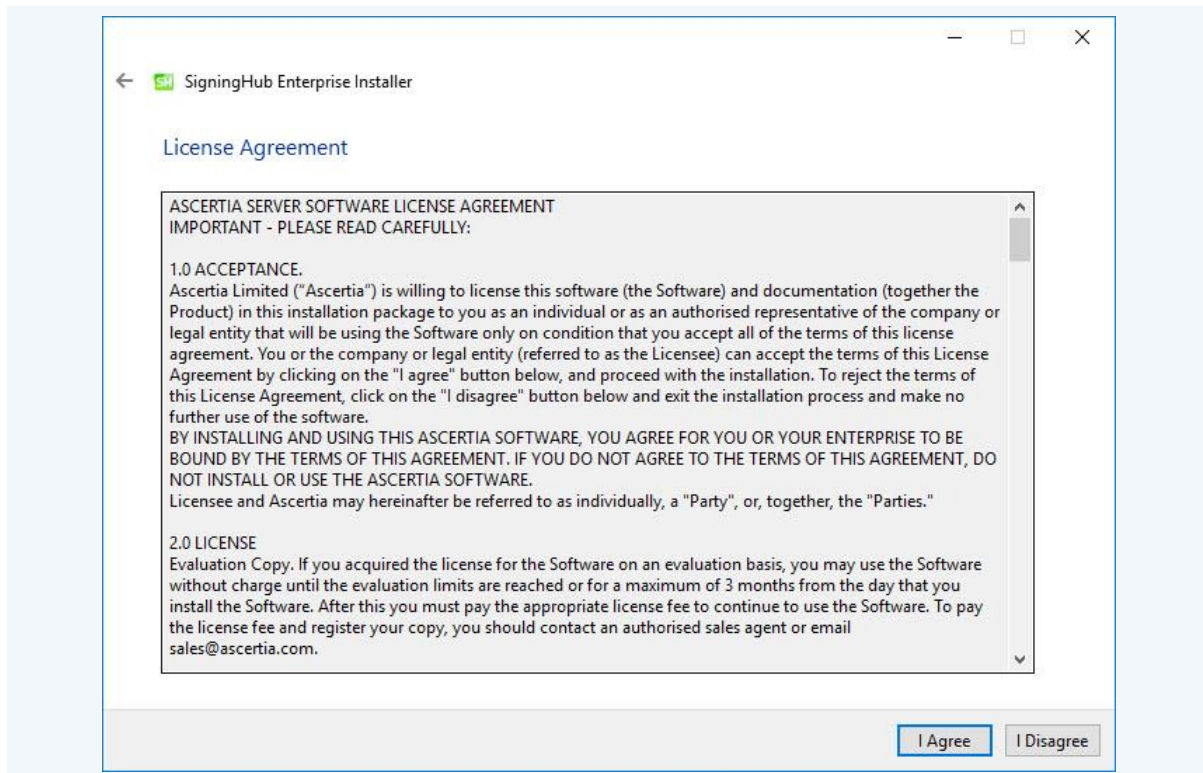 SH SigningHub Enterprise Installer
License Agreement
ASCERTIA SERVER SOFTWARE LICENSE AGREEMENT
IMPORTANT - PLEASE READ CAREFULLY:
1.0 ACCEPTANCE.
Ascertia Limited (“Ascertia”) is willing to license this software (the Software) and documentation (together the
Product) in this installation package to you as an individual or as an authorised representative of the company or
legal entity that will be using the Software only on condition that you accept all of the terms of this license
agreement. You or the company or legal entity (referred to as the Licensee) can accept the terms of this License
Agreement by clicking on the "I agree" button below, and proceed with the installation. To reject the terms of
this License Agreement, click on the "I disagree" button below and exit the installation process and make no
further use of the software.
BY INSTALLING AND USING THIS ASCERTIA SOFTWARE, YOU AGREE FOR YOU OR YOUR ENTERPRISE TO BE
BOUND BY THE TERMS OF THIS AGREEMENT. IF YOU DO NOT AGREE TO THE TERMS OF THIS AGREEMENT, DO
NOT INSTALL OR USE THE ASCERTIA SOFTWARE.
Licensee and Ascertia may hereinafter be referred to as individually, a "Party", or, together, the "Parties."
2.0 LICENSE
Evaluation Copy. If you acquired the license for the Software on an evaluation basis, you may use the Software
without charge until the evaluation limits are reached or for a maximum of 3 months from the day that you
install the Software. After this you must pay the appropriate license fee to continue to use the Software. To pay
the license fee and register your copy, you should contact an authorised sales agent or email
sales@ascertia.com.
I Agree I Disagree